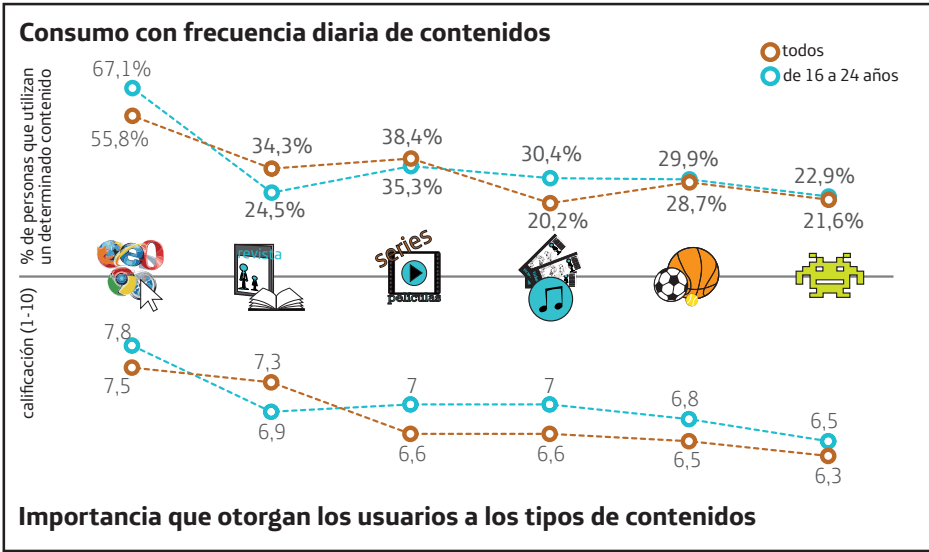 Consumo con frecuencia diaria de contenidos
todos
de 16 a 24 años
% de personas que utilizan
un determinado contenido
67,1%
55,8%
34,3%
24,5%
38,4%
35,3%
30,4%
20,2%
29,9%
28,7%
22,9%
21,6%
revista
series
películas
calificación (1-10)
7,8
7,5
7,3
6,9
7
6,6
7
6,6
6,8
6,5
6,5
6,3
Importancia que otorgan los usuarios a los tipos de contenidos